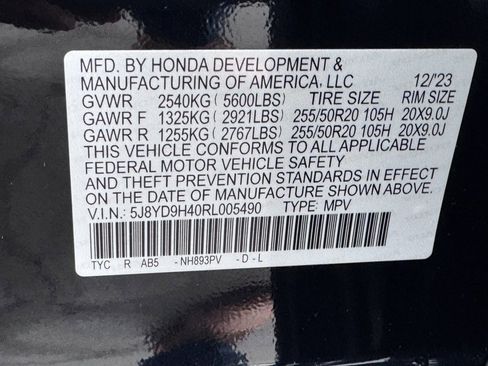 MFD. BY HONDA DEVELOPMENT &
MANUFACTURING OF AMERICA, LLC 12/'23
GVWR 2540KG (5600LBS) TIRE SIZE RIM SIZE
GAWR F 1325KG (2921LBS) 255/50R20 105H 20X9.0J
GAWR R 1255KG (2767LBS) 255/50R20 105H 20X9.0J
THIS VEHICLE CONFORMS TO ALL APPLICABLE
FEDERAL MOTOR VEHICLE SAFETY
AND THEFT PREVENTION STANDARDS IN EFFECT ON
THE DATE OF MANUFACTURE SHOWN ABOVE.
V.I.N.: 5J8YD9H40RL005490 TYPE: MPV
TYC R AB5 -NH893PV -D-L